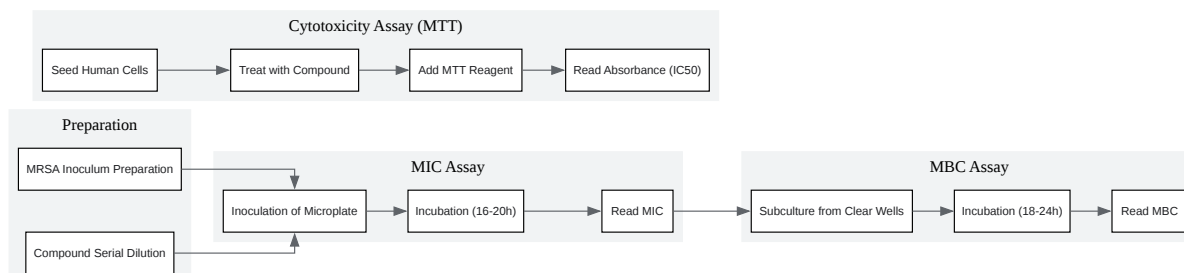 Cytotoxicity Assay (MTT)
Seed Human Cells
Treat with Compound
Add MTT Reagent
Read Absorbance (IC50)
Preparation
MRSA Inoculum Preparation
Compound Serial Dilution
MIC Assay
Inoculation of Microplate
Incubation (16-20h)
Read MIC
MBC Assay
Subculture from Clear Wells
Incubation (18-24h)
Read MBC